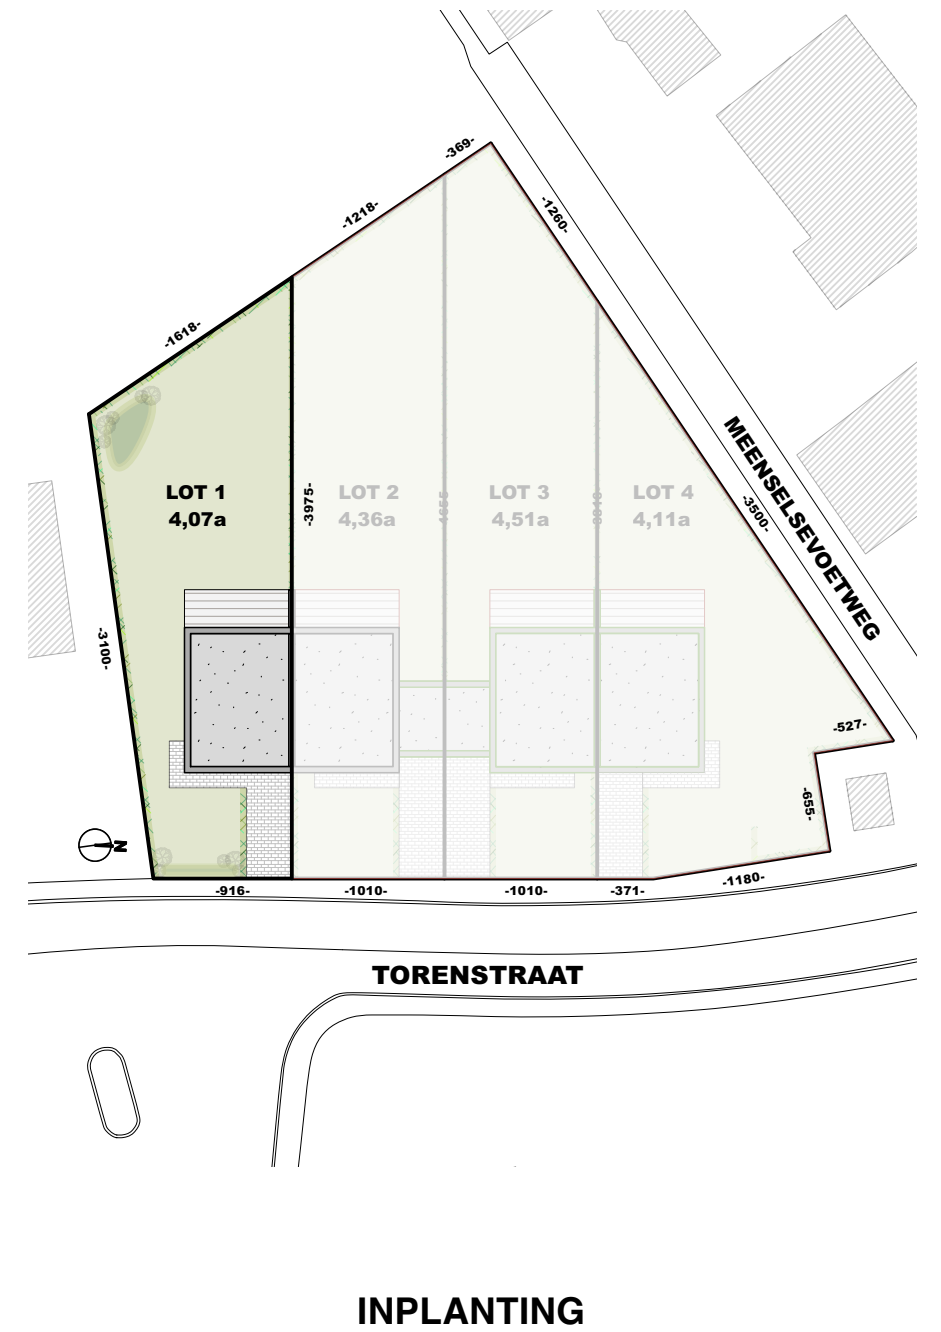 -369-
-1218-
-1260-
-1618-
LOT 1
4,07a
-3975-
LOT 2
4,36a
LOT 3
4,51a
LOT 4
4,11a
MEENSELSEVOETWEG
-3500-
-3100-
-527-
-655-
N
-916-
-1010-
-1010-
-371-
-1180-
TORENSTRAAT
INPLANTING